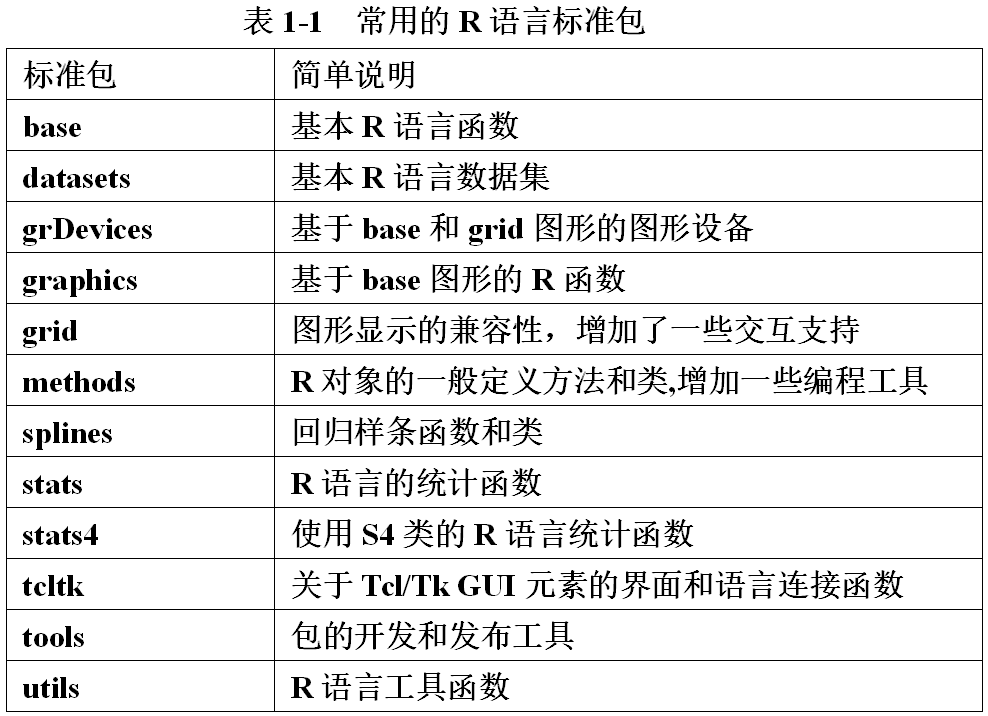 表 1-1 常用的 R 语言标准包
标准包 简单说明
base 基本 R 语言函数
datasets 基本 R 语言数据集
grDevices 基于 base 和 grid 图形的图形设备
graphics 基于 base 图形的 R 函数
grid 图形显示的兼容性，增加了一些交互支持
methods R 对象的一般定义方法和类,增加一些编程工具
splines 回归样条函数和类
stats R 语言的统计函数
stats4 使用 S4 类的 R 语言统计函数
tcltk 关于 Tcl/Tk GUI 元素的界面和语言连接函数
tools 包的开发和发布工具
utils R 语言工具函数